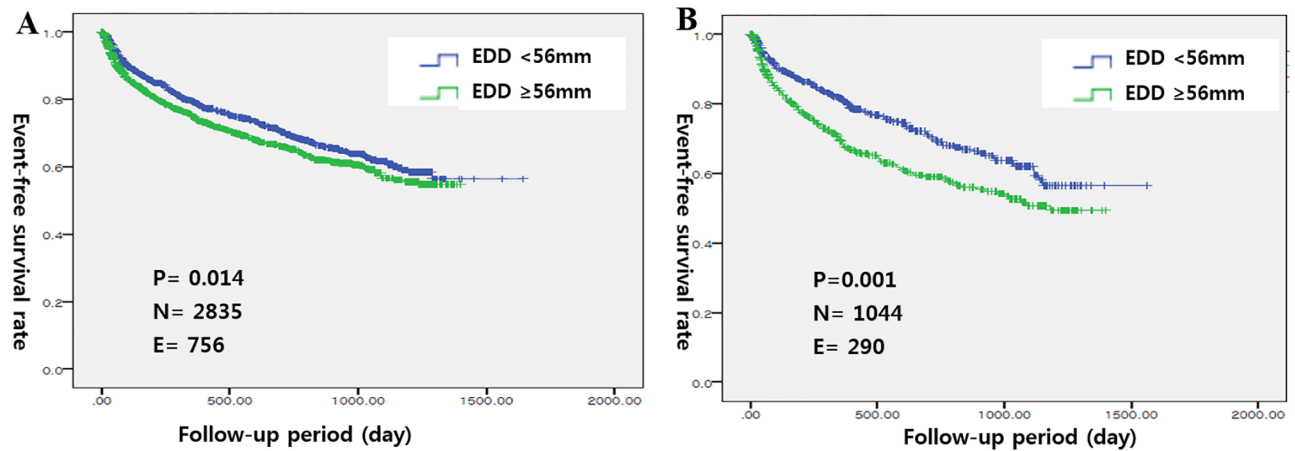 A
EDD <56mm
EDD ≥56mm
1.0
0.8
0.6
0.4
0.2
0.0
Event-free survival rate
P= 0.014
N= 2835
E= 756
.00
500.00
1000.00
1500.00
2000.00
Follow-up period (day)
B
EDD <56mm
EDD ≥56mm
1.0
0.8
0.6
0.4
0.2
0.0
Event-free survival rate
P=0.001
N= 1044
E= 290
.00
500.00
1000.00
1500.00
2000.00
Follow-up period (day)